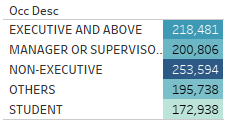 Occ Desc
EXECUTIVE AND ABOVE 218,481
MANAGER OR SUPERVISO.. 200,806
NON-EXECUTIVE 253,594
OTHERS 195,738
STUDENT 172,938